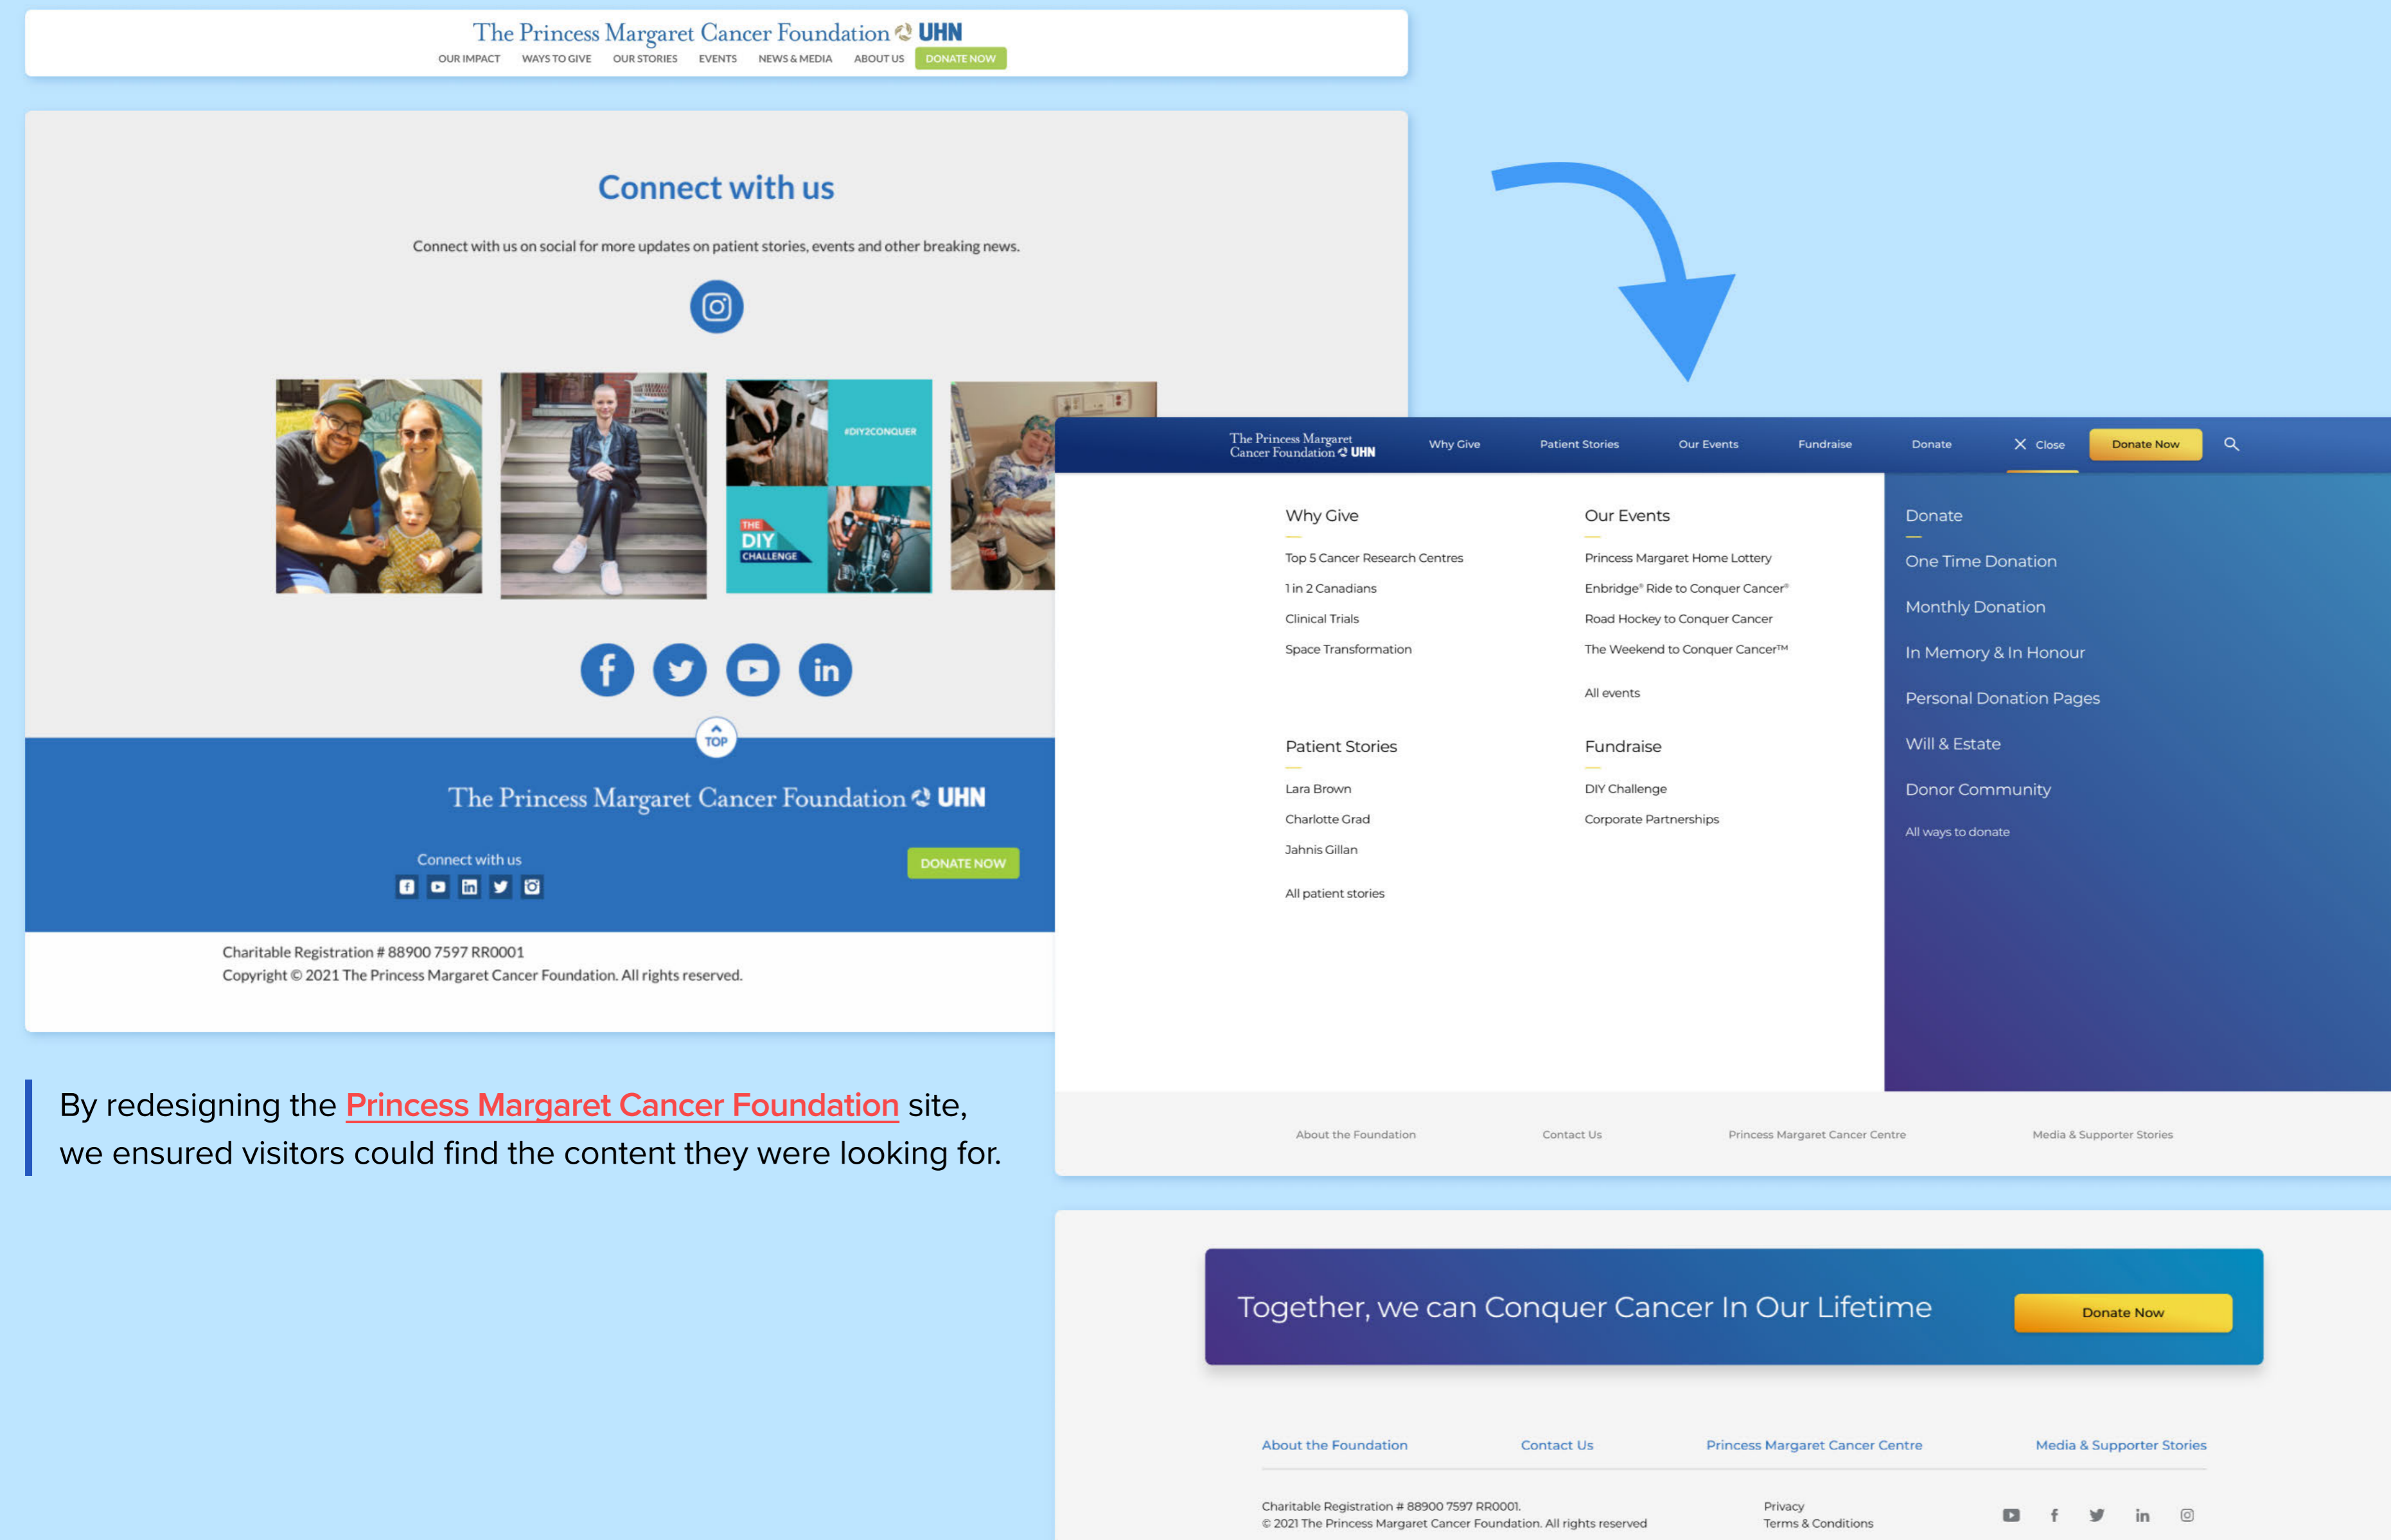 The Princess Margaret Cancer Foundation UHN
OUR IMPACT WAYS TO GIVE OUR STORIES EVENTS NEWS & MEDIA ABOUT US DONATE NOW
Connect with us
Connect with us on social for more updates on patient stories, events and other breaking news.
#DIY2CONQUER
THE
DIY
CHALLENGE
TOP
The Princess Margaret Cancer Foundation UHN
Connect with us
DONATE NOW
Charitable Registration # 88900 7597 RR0001
Copyright © 2021 The Princess Margaret Cancer Foundation. All rights reserved.
By redesigning the Princess Margaret Cancer Foundation site,
we ensured visitors could find the content they were looking for.
The Princess Margaret
Cancer Foundation UHN
Why Give Patient Stories Our Events Fundraise Donate Close Donate Now
Why Give
Top 5 Cancer Research Centres
1 in 2 Canadians
Clinical Trials
Space Transformation
Our Events
Princess Margaret Home Lottery
Enbridge® Ride to Conquer Cancer®
Road Hockey to Conquer Cancer
The Weekend to Conquer Cancer™
All events
Patient Stories
Lara Brown
Charlotte Grad
Jahnis Gillan
All patient stories
Fundraise
DIY Challenge
Corporate Partnerships
Donate
One Time Donation
Monthly Donation
In Memory & In Honour
Personal Donation Pages
Will & Estate
Donor Community
All ways to donate
About the Foundation Contact Us Princess Margaret Cancer Centre Media & Supporter Stories
Together, we can Conquer Cancer In Our Lifetime
Donate Now
About the Foundation Contact Us Princess Margaret Cancer Centre Media & Supporter Stories
Charitable Registration # 88900 7597 RR0001.
© 2021 The Princess Margaret Cancer Foundation. All rights reserved
Privacy
Terms & Conditions